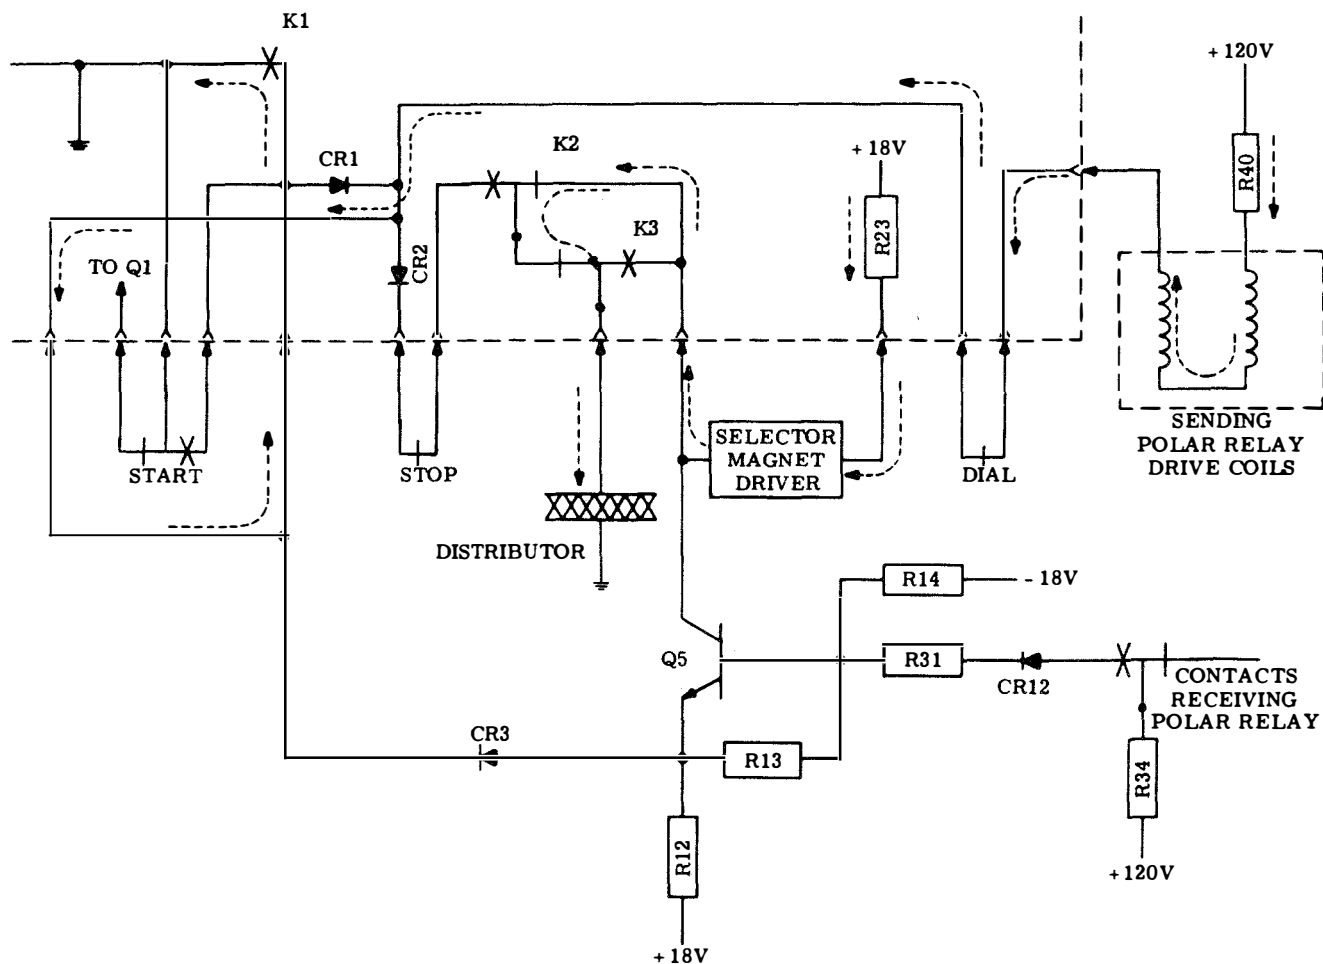 K1
+120V
R40
CR1
K2
+18V
K3
R23
CR2
TO Q1
START
STOP
SELECTOR
MAGNET
DRIVER
DIAL
SENDING
POLAR RELAY
DRIVE COILS
DISTRIBUTOR
R14
- 18V
Q5
R31
CR12
CONTACTS
RECEIVING
POLAR RELAY
CR3
R13
R34
R12
+120V
+18V